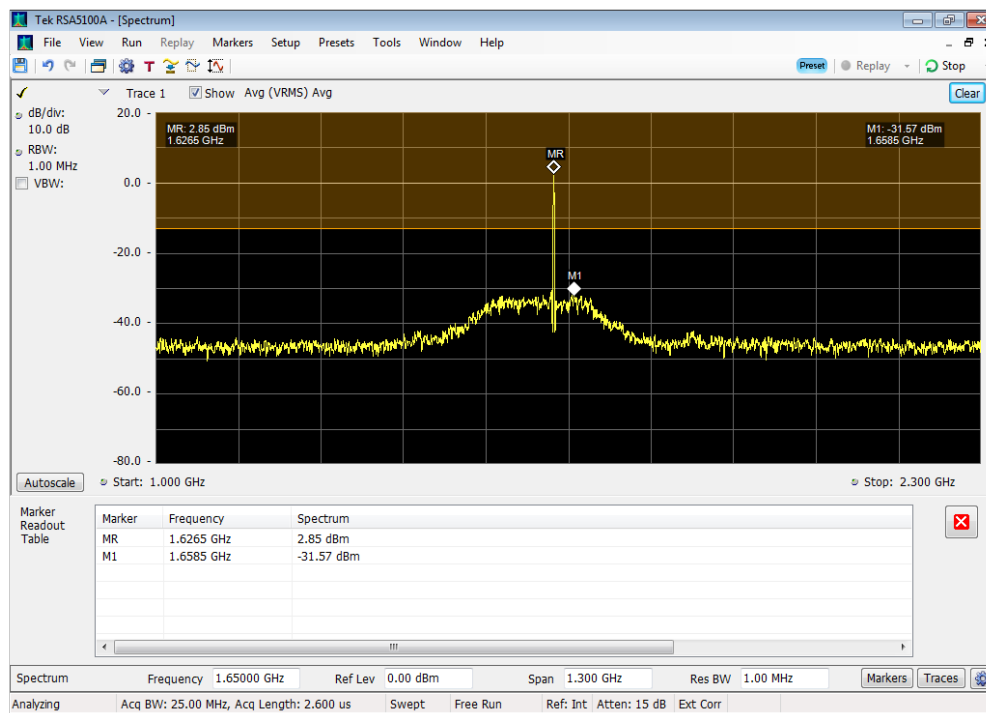 Tek RSA5100A - [Spectrum]
File View Run Replay Markers Setup Presets Tools Window Help
T Preset Replay Stop
Trace 1 Show Avg (VRMS) Avg Clear
dB/div:
10.0 dB
RBW:
1.00 MHz
VBW:
20.0 -
0.0 -
-20.0 -
-40.0 -
-60.0 -
-80.0 -
MR: 2.85 dBm
1.6265 GHz
M1: -31.57 dBm
1.6585 GHz
MR
M1
Autoscale Start: 1.000 GHz Stop: 2.300 GHz
Marker
Readout
Table
Marker Frequency Spectrum
MR 1.6265 GHz 2.85 dBm
M1 1.6585 GHz -31.57 dBm
Spectrum Frequency 1.65000 GHz Ref Lev 0.00 dBm Span 1.300 GHz Res BW 1.00 MHz Markers Traces
Analyzing Acq BW: 25.00 MHz, Acq Length: 2.600 us Swept Free Run Ref: Int Atten: 15 dB Ext Corr